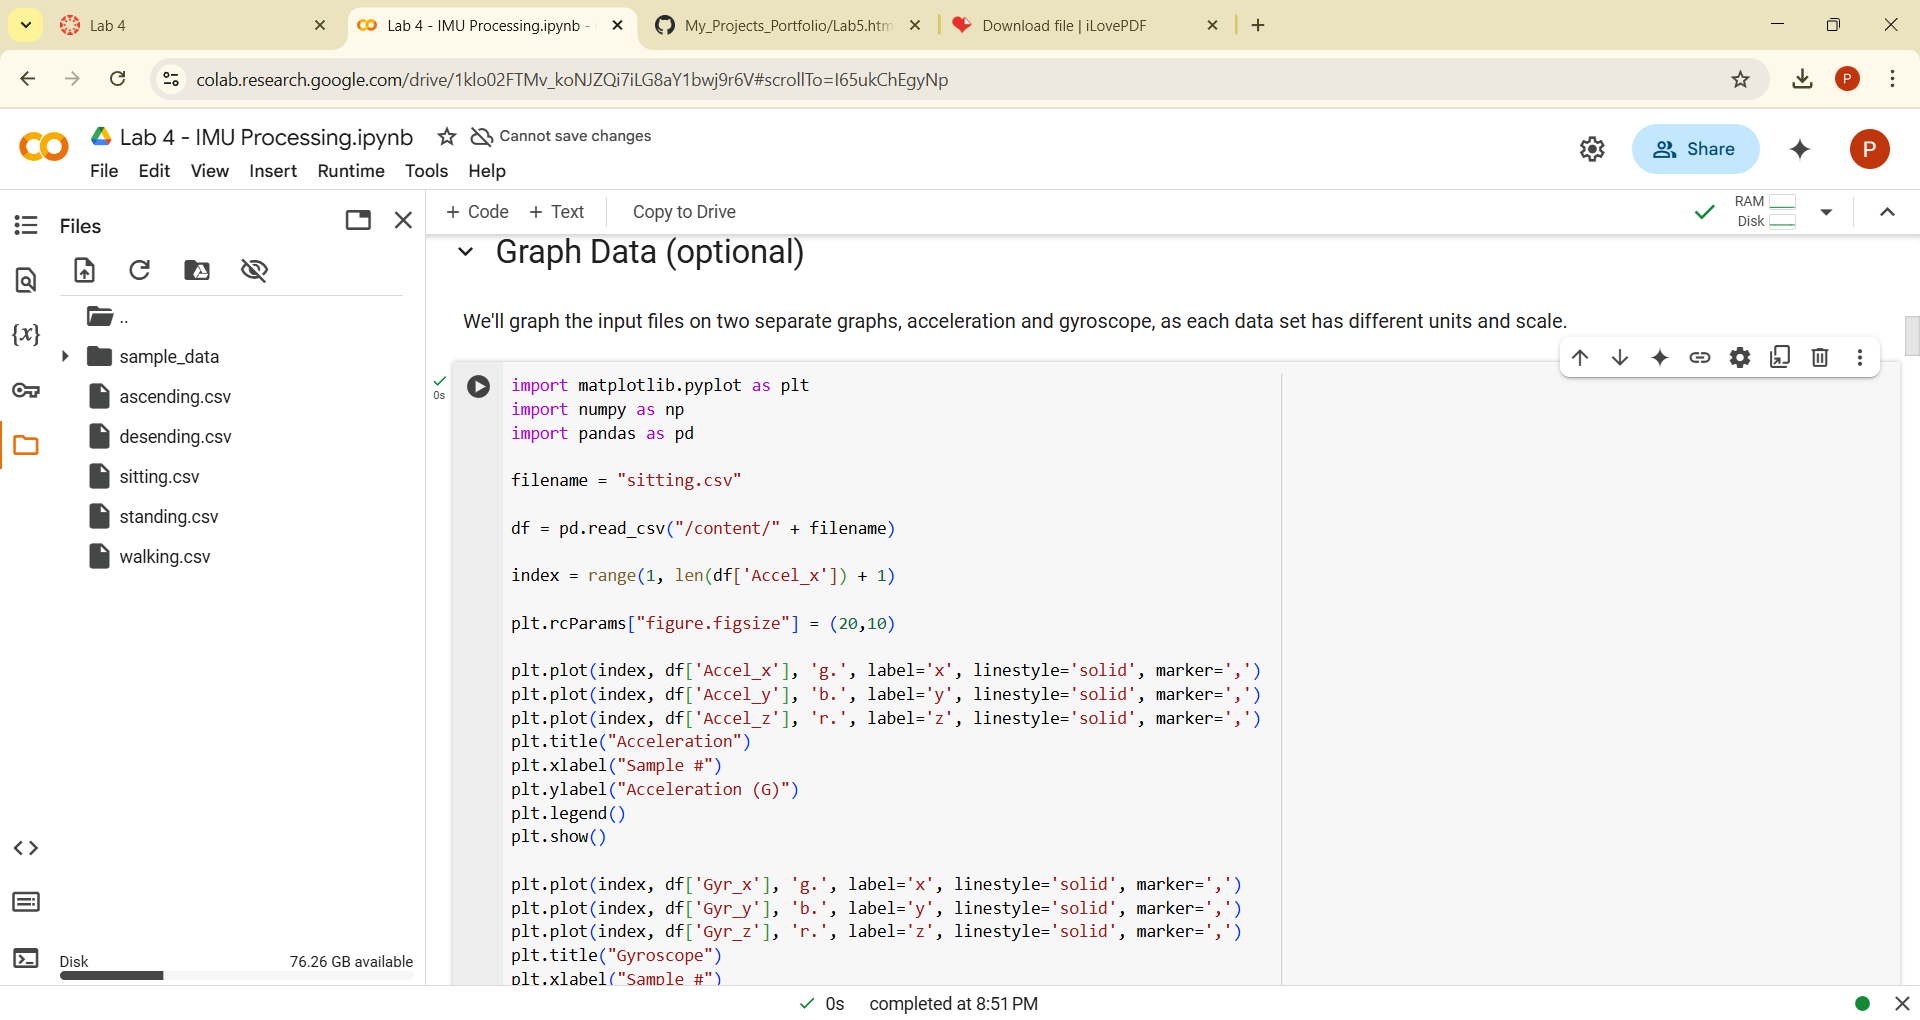 Lab 4
Lab 4 - IMU Processing.ipynb -
My_Projects_Portfolio/Lab5.htm
Download file | iLovePDF
colab.research.google.com/drive/1klo02FTMv_koNJZQi7iLG8aY1bwj9r6V#scrollTo=I65ukChEgyNp
P
Lab 4 - IMU Processing.ipynb
Cannot save changes
File Edit View Insert Runtime Tools Help
Share
P
Files
+ Code + Text Copy to Drive
RAM
Disk
..
sample_data
ascending.csv
desending.csv
sitting.csv
standing.csv
walking.csv
Disk 76.26 GB available
Graph Data (optional)
We'll graph the input files on two separate graphs, acceleration and gyroscope, as each data set has different units and scale.
0s
import matplotlib.pyplot as plt
import numpy as np
import pandas as pd
filename = "sitting.csv"
df = pd.read_csv("/content/" + filename)
index = range(1, len(df['Accel_x']) + 1)
plt.rcParams["figure.figsize"] = (20,10)
plt.plot(index, df['Accel_x'], 'g.', label='x', linestyle='solid', marker=',')
plt.plot(index, df['Accel_y'], 'b.', label='y', linestyle='solid', marker=',')
plt.plot(index, df['Accel_z'], 'r.', label='z', linestyle='solid', marker=',')
plt.title("Acceleration")
plt.xlabel("Sample #")
plt.ylabel("Acceleration (G)")
plt.legend()
plt.show()
plt.plot(index, df['Gyr_x'], 'g.', label='x', linestyle='solid', marker=',')
plt.plot(index, df['Gyr_y'], 'b.', label='y', linestyle='solid', marker=',')
plt.plot(index, df['Gyr_z'], 'r.', label='z', linestyle='solid', marker=',')
plt.title("Gyroscope")
plt.xlabel("Sample #")
0s completed at 8:51 PM